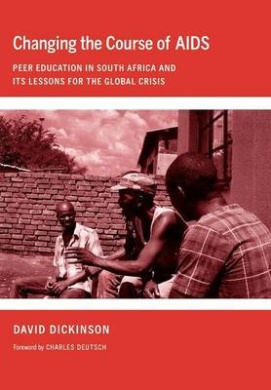 Changing the Course of AIDS
PEER EDUCATION IN SOUTH AFRICA AND
ITS LESSONS FOR THE GLOBAL CRISIS
DAVID DICKINSON
Foreword by CHARLES DEUTSCH